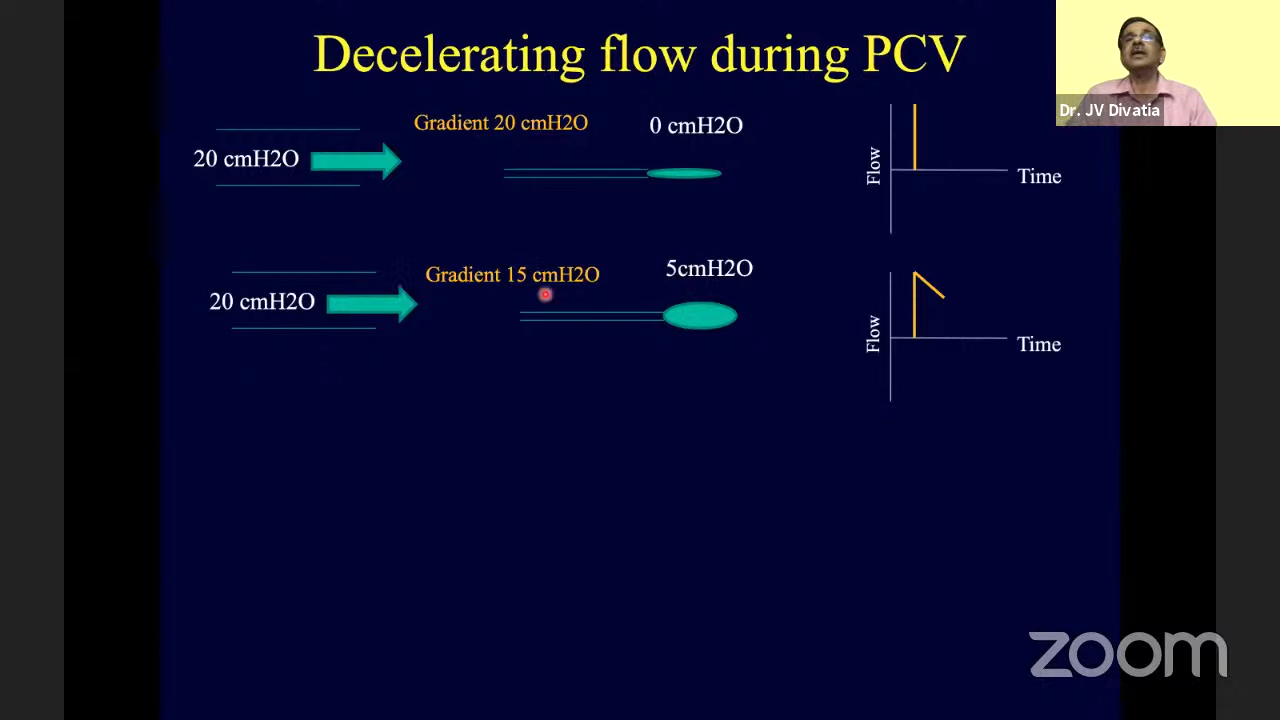 Decelerating flow during PCV
Dr. JV Divatia
20 cmH2O
Gradient 20 cmH2O
0 cmH2O
Flow
Time
20 cmH2O
Gradient 15 cmH2O
5cmH2O
Flow
Time
zoom